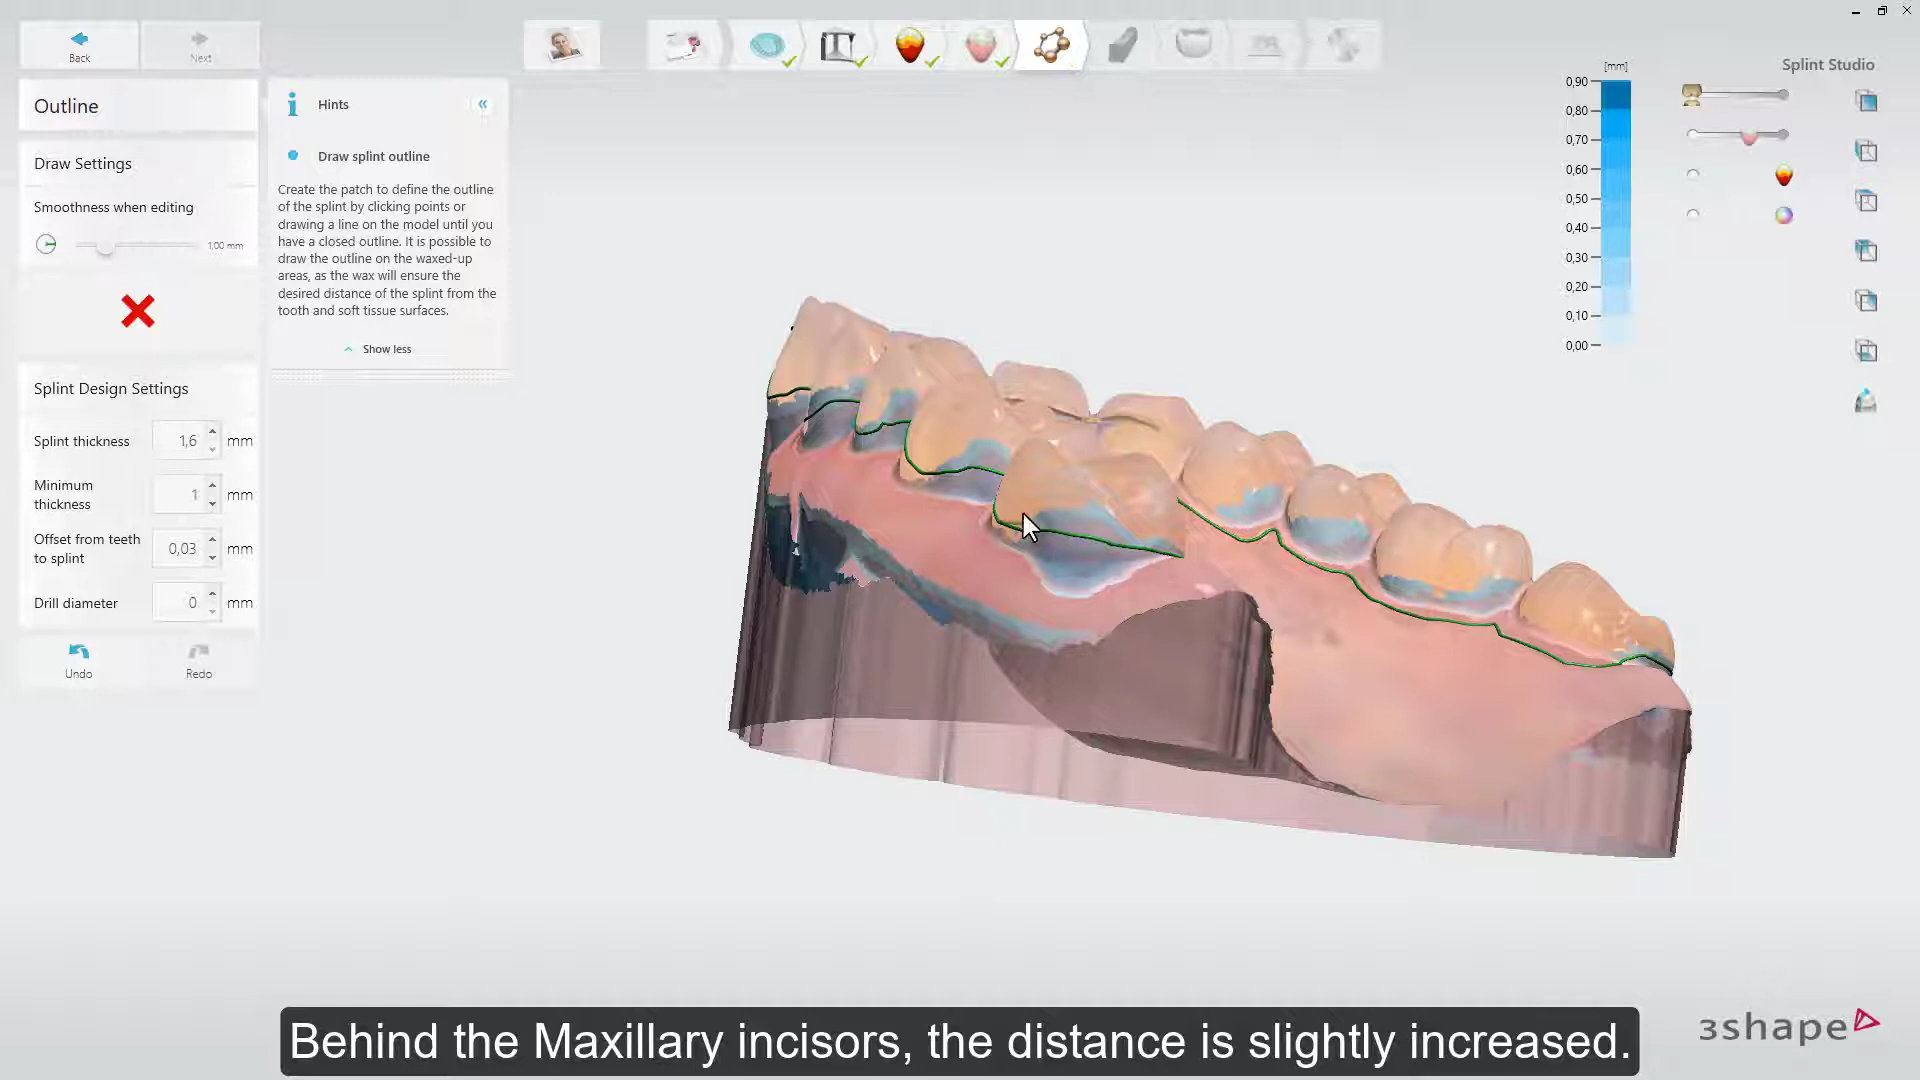 Back
Next
Outline
Draw Settings
Smoothness when editing
1,00 mm
Splint Design Settings
Splint thickness
1,6
mm
Minimum
thickness
1
mm
Offset from teeth
to splint
0,03
mm
Drill diameter
0
mm
Undo
Redo
Hints
Draw splint outline
Create the patch to define the outline
of the splint by clicking points or
drawing a line on the model until you
have a closed outline. It is possible to
draw the outline on the waxed-up
areas, as the wax will ensure the
desired distance of the splint from the
tooth and soft tissue surfaces.
Show less
[mm]
0,90
0,80
0,70
0,60
0,50
0,40
0,30
0,20
0,10
0,00
Splint Studio
Behind the Maxillary incisors, the distance is slightly increased.
3shape